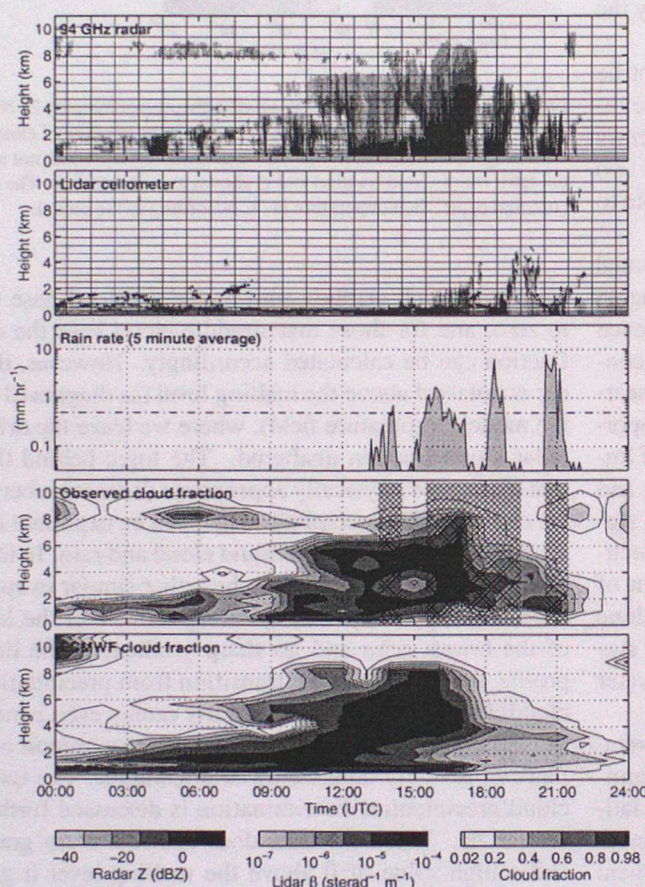 94 GHz radar
10
8
6
4
2
0
Height (km)
Lidar ceilometer
10
8
6
4
2
0
Height (km)
Rain rate (5 minute average)
10
0.1
(mm hr⁻¹)
Observed cloud fraction
10
8
6
4
2
0
Height (km)
ECMWF cloud fraction
10
8
6
4
2
0
Height (km)
00:00 03:00 06:00 09:00 12:00 15:00 18:00 21:00 24:00
Time (UTC)
−40 −20 0
Radar Z (dBZ)
10⁻⁷ 10⁻⁶ 10⁻⁵ 10⁻⁴
Lidar β (sterad⁻¹ m⁻¹)
0.02 0.2 0.4 0.6 0.8 0.98
Cloud fraction